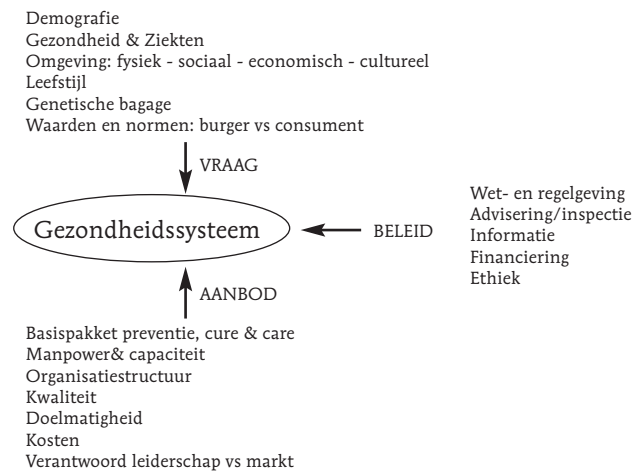 Demografie
Gezondheid & Ziekten
Omgeving: fysiek - sociaal - economisch - cultureel
Leefstijl
Genetische bagage
Waarden en normen: burger vs consument
VRAAG
Gezondheidssysteem
BELEID
Wet- en regelgeving
Advisering/inspectie
Informatie
Financiering
Ethiek
AANBOD
Basispakket preventie, cure & care
Manpower& capaciteit
Organisatiestructuur
Kwaliteit
Doelmatigheid
Kosten
Verantwoord leiderschap vs markt